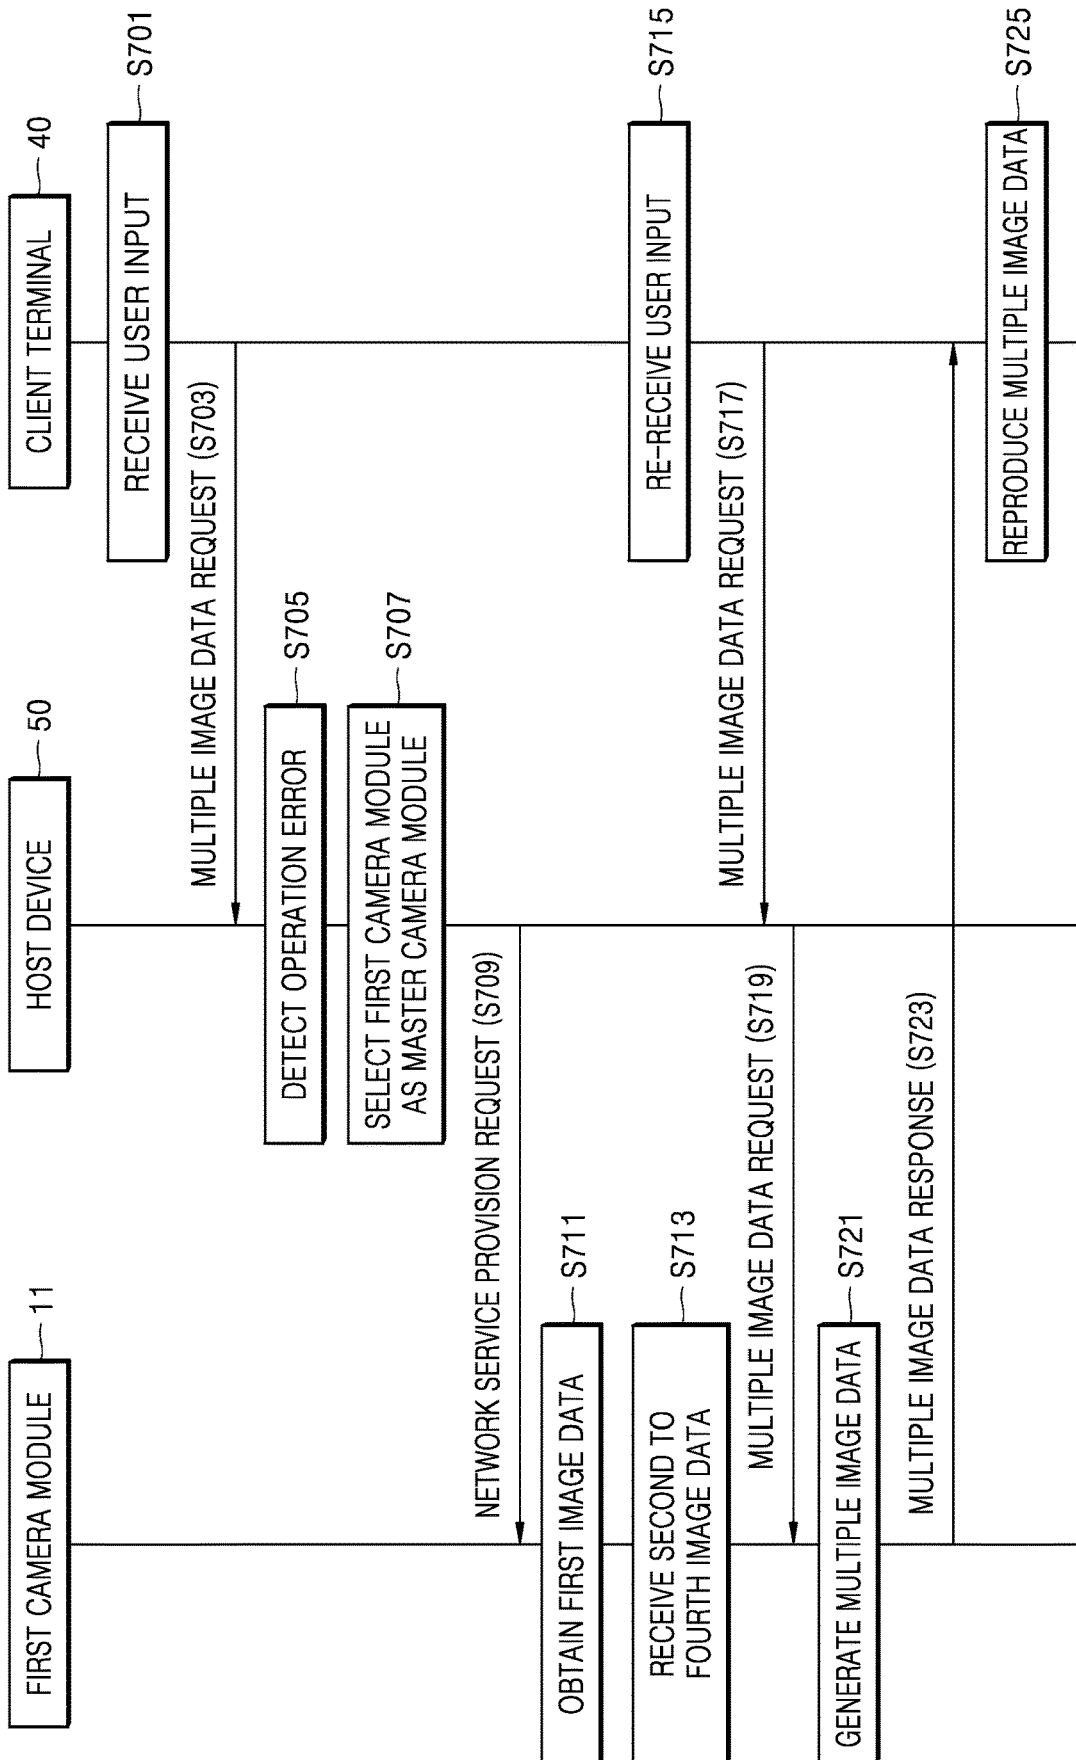 FIRST CAMERA MODULE
11
HOST DEVICE
50
CLIENT TERMINAL
40
RECEIVE USER INPUT
S701
MULTIPLE IMAGE DATA REQUEST (S703)
DETECT OPERATION ERROR
S705
SELECT FIRST CAMERA MODULE
AS MASTER CAMERA MODULE
S707
NETWORK SERVICE PROVISION REQUEST (S709)
OBTAIN FIRST IMAGE DATA
S711
RECEIVE SECOND TO
FOURTH IMAGE DATA
S713
RE-RECEIVE USER INPUT
S715
MULTIPLE IMAGE DATA REQUEST (S717)
MULTIPLE IMAGE DATA REQUEST (S719)
GENERATE MULTIPLE IMAGE DATA
S721
MULTIPLE IMAGE DATA RESPONSE (S723)
REPRODUCE MULTIPLE IMAGE DATA
S725